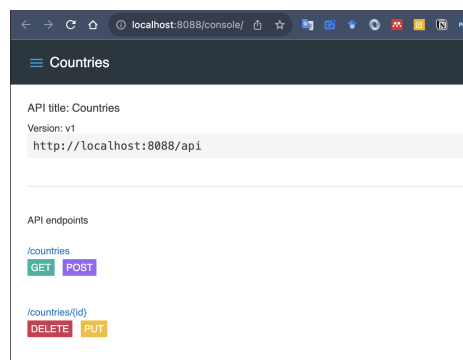 localhost:8088/console/
Countries
API title: Countries
Version: v1
http://localhost:8088/api
API endpoints
/countries
GET POST
/countries/{id}
DELETE PUT